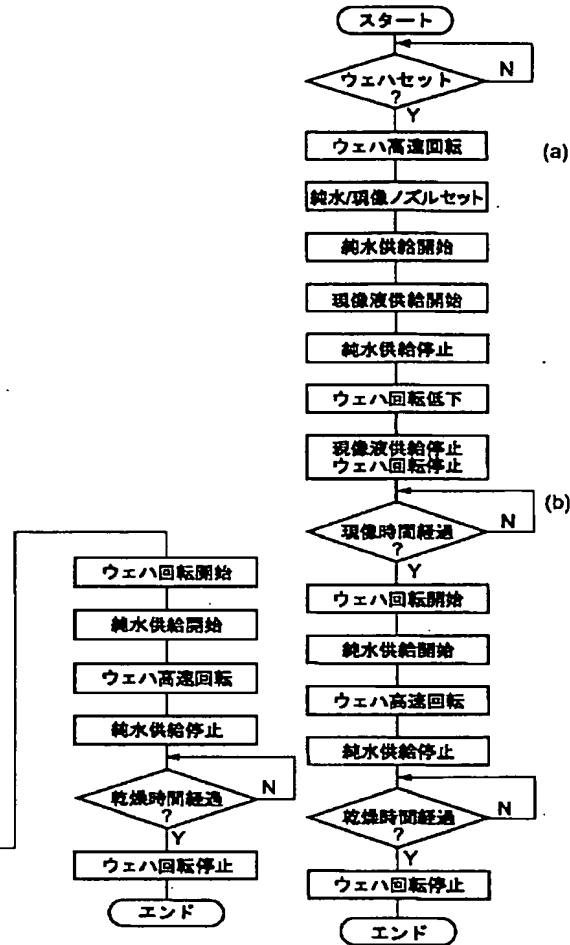 スタート
ウェハセット
?
N
Y
ウェハ高速回転
(a)
純水/現像ノズルセット
純水供給開始
現像液供給開始
純水供給停止
ウェハ回転低下
現像液供給停止
ウェハ回転停止
(b)
現像時間経過
?
N
Y
ウェハ回転開始
純水供給開始
ウェハ高速回転
純水供給停止
乾燥時間経過
?
N
Y
ウェハ回転停止
エンド
ウェハ回転開始
純水供給開始
ウェハ高速回転
純水供給停止
乾燥時間経過
?
N
Y
ウェハ回転停止
エンド